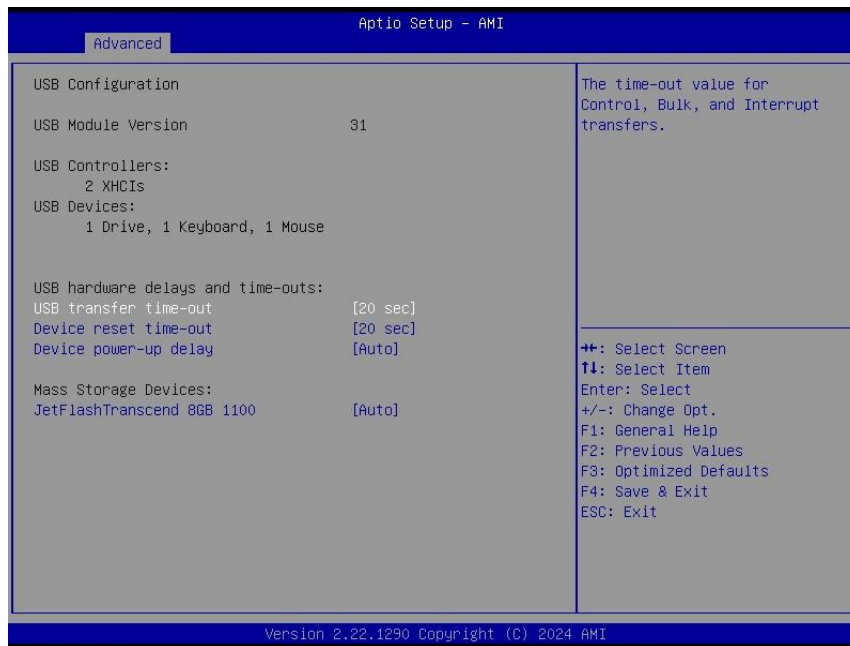 Aptio Setup – AMI
Advanced
USB Configuration
USB Module Version 31
USB Controllers:
2 XHCIs
USB Devices:
1 Drive, 1 Keyboard, 1 Mouse
USB hardware delays and time-outs:
USB transfer time-out [20 sec]
Device reset time-out [20 sec]
Device power-up delay [Auto]
Mass Storage Devices:
JetFlashTranscend 8GB 1100 [Auto]
The time-out value for
Control, Bulk, and Interrupt
transfers.
→←: Select Screen
↑↓: Select Item
Enter: Select
+/-: Change Opt.
F1: General Help
F2: Previous Values
F3: Optimized Defaults
F4: Save & Exit
ESC: Exit
Version 2.22.1290 Copyright (C) 2024 AMI